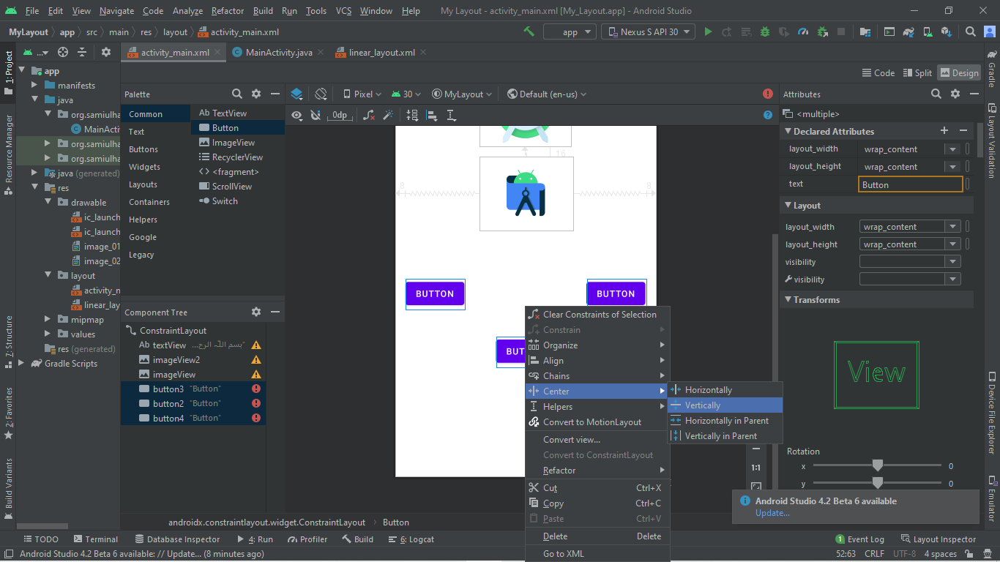 File Edit View Navigate Code Analyze Refactor Build Run Tools VCS Window Help My Layout - activity_main.xml [My_Layout.app] - Android Studio
MyLayout app src main res layout activity_main.xml app Nexus S API 30
1: Project
Resource Manager
7: Structure
2: Favorites
Build Variants
...
app
manifests
java
org.samiulha
MainActi
org.samiulha
org.samiulha
java (generated)
res
drawable
ic_launch
ic_launch
image_01
image_02
layout
activity_m
linear_lay
mipmap
values
res (generated)
Gradle Scripts
activity_main.xml MainActivity.java linear_layout.xml
Code Split Design
Palette
Common
Text
Buttons
Widgets
Layouts
Containers
Helpers
Google
Legacy
Ab TextView
Button
ImageView
RecyclerView
<fragment>
ScrollView
Switch
Component Tree
ConstraintLayout
Ab textView
imageView2
imageView
button3 "Button"
button2 "Button"
button4 "Button"
Pixel 30 MyLayout Default (en-us)
0dp
16
8 8
BUTTON BUTTON
BUT
Clear Constraints of Selection
Constrain
Organize
Align
Chains
Center
Helpers
Convert to MotionLayout
Convert view...
Convert to ConstraintLayout
Refactor
Cut Ctrl+X
Copy Ctrl+C
Paste Ctrl+V
Delete Delete
Go to XML
Horizontally
Vertically
Horizontally in Parent
Vertically in Parent
1:1
Attributes
<multiple>
Declared Attributes
layout_width wrap_content
layout_height wrap_content
text Button
Layout
layout_width wrap_content
layout_height wrap_content
visibility
visibility
Transforms
View
Rotation
x 0
y 0
Android Studio 4.2 Beta 6 available
Update...
Gradle
Layout Validation
Device File Explorer
Emulator
androidx.constraintlayout.widget.ConstraintLayout Button
TODO Terminal Database Inspector 4: Run Profiler Build 6: Logcat 1 Event Log Layout Inspector
Android Studio 4.2 Beta 6 available: // Update... (8 minutes ago) 52:63 CRLF UTF-8 4 spaces